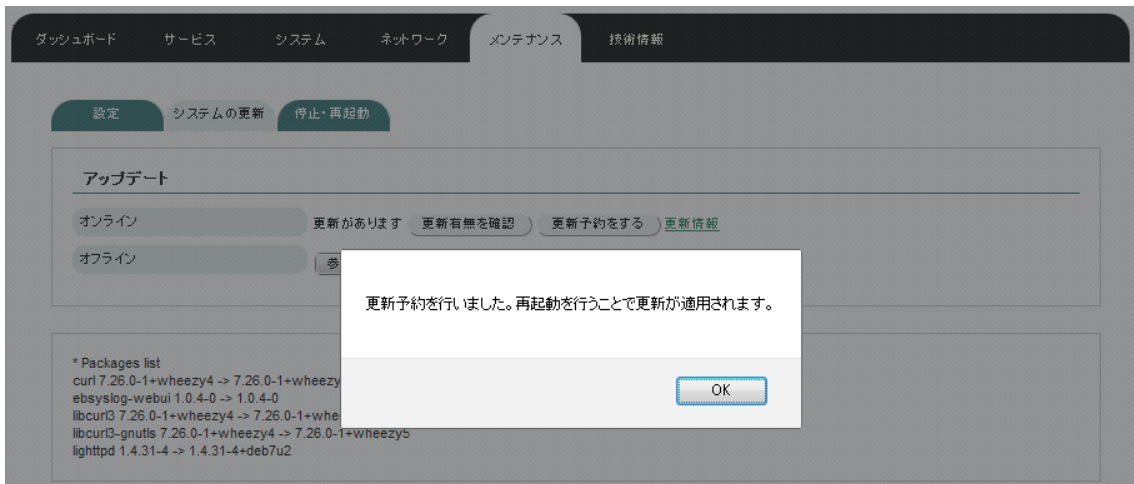 ダッシュボード サービス システム ネットワーク メンテナンス 技術情報
設定 システムの更新 停止・再起動
アップデート
オンライン 更新があります 更新有無を確認 更新予約をする 更新情報
オフライン 参
更新予約を行いました。再起動を行うことで更新が適用されます。
OK
* Packages list
curl 7.26.0-1+wheezy4 -> 7.26.0-1+wheezy
ebsyslog-webui 1.0.4-0 -> 1.0.4-0
libcurl3 7.26.0-1+wheezy4 -> 7.26.0-1+whe
libcurl3-gnutls 7.26.0-1+wheezy4 -> 7.26.0-1+wheezy5
lighttpd 1.4.31-4 -> 1.4.31-4+deb7u2